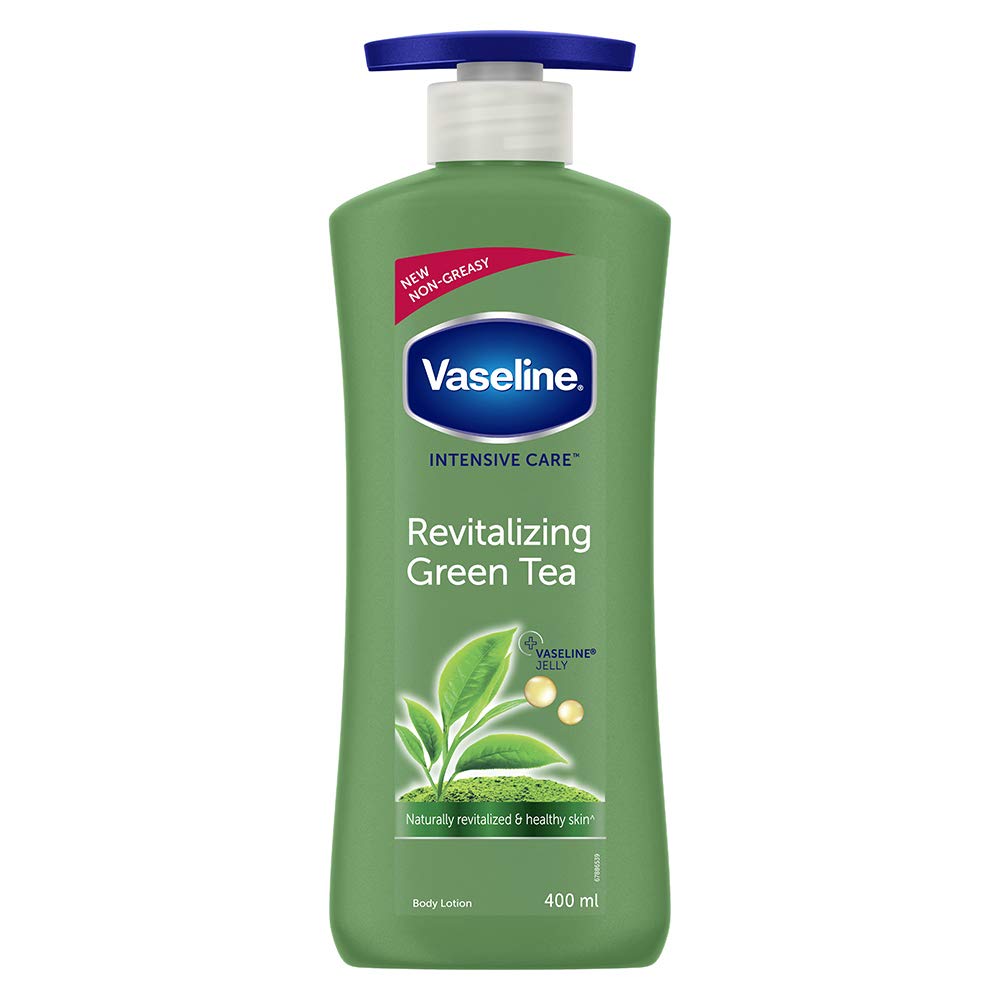 NEW
NON-GREASY
Vaseline®
INTENSIVE CARE™
Revitalizing
Green Tea
VASELINE®
JELLY
Naturally revitalized & healthy skin^
67886539
Body Lotion
400 ml